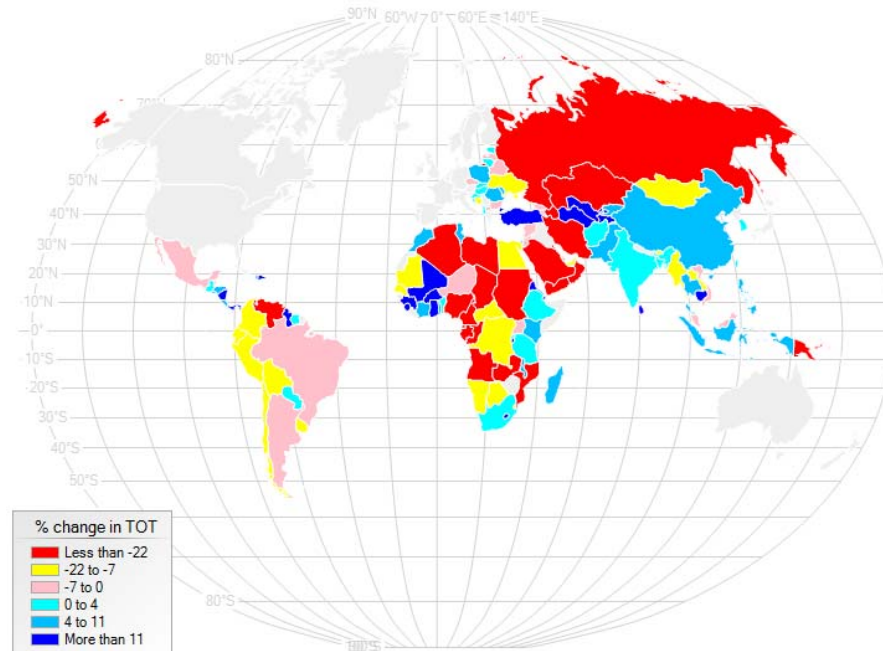 90°N 60°W 0° 60°E 140°E
80°N
50°N
40°N
30°N
20°N
10°N
0°
10°S
20°S
30°S
40°S
50°S
80°S
% change in TOT
Less than -22
-22 to -7
-7 to 0
0 to 4
4 to 11
More than 11